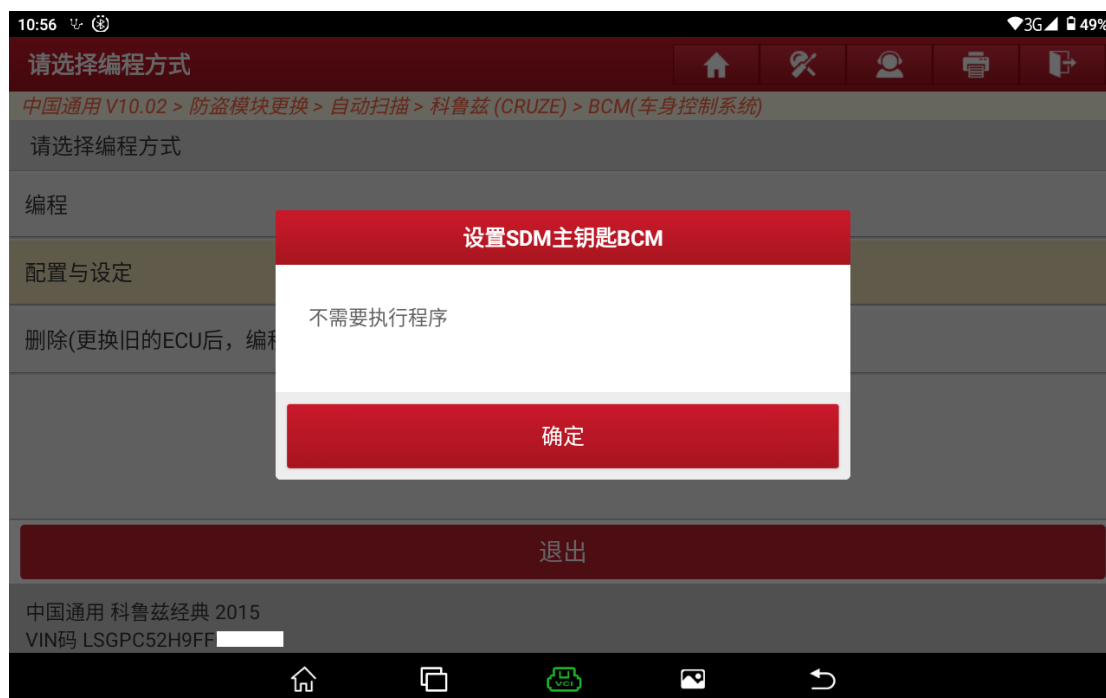 10:56
3G 49%
请选择编程方式
中国通用 V10.02 > 防盗模块更换 > 自动扫描 > 科鲁兹 (CRUZE) > BCM(车身控制系统)
请选择编程方式
编程
设置SDM主钥匙BCM
配置与设定
不需要执行程序
删除(更换旧的ECU后，编程
确定
退出
中国通用 科鲁兹经典 2015
VIN码 LSGPC52H9FF
VCI